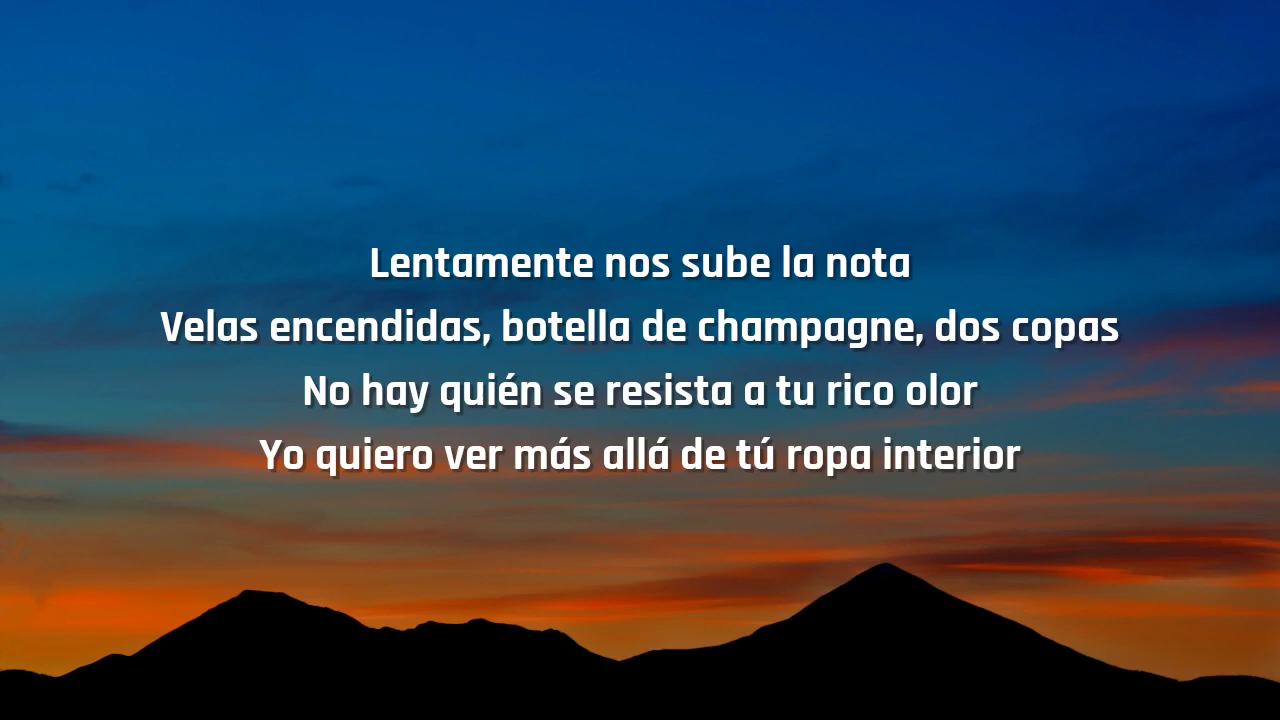 Lentamente nos sube la nota
Velas encendidas, botella de champagne, dos copas
No hay quién se resista a tu rico olor
Yo quiero ver más allá de tú ropa interior